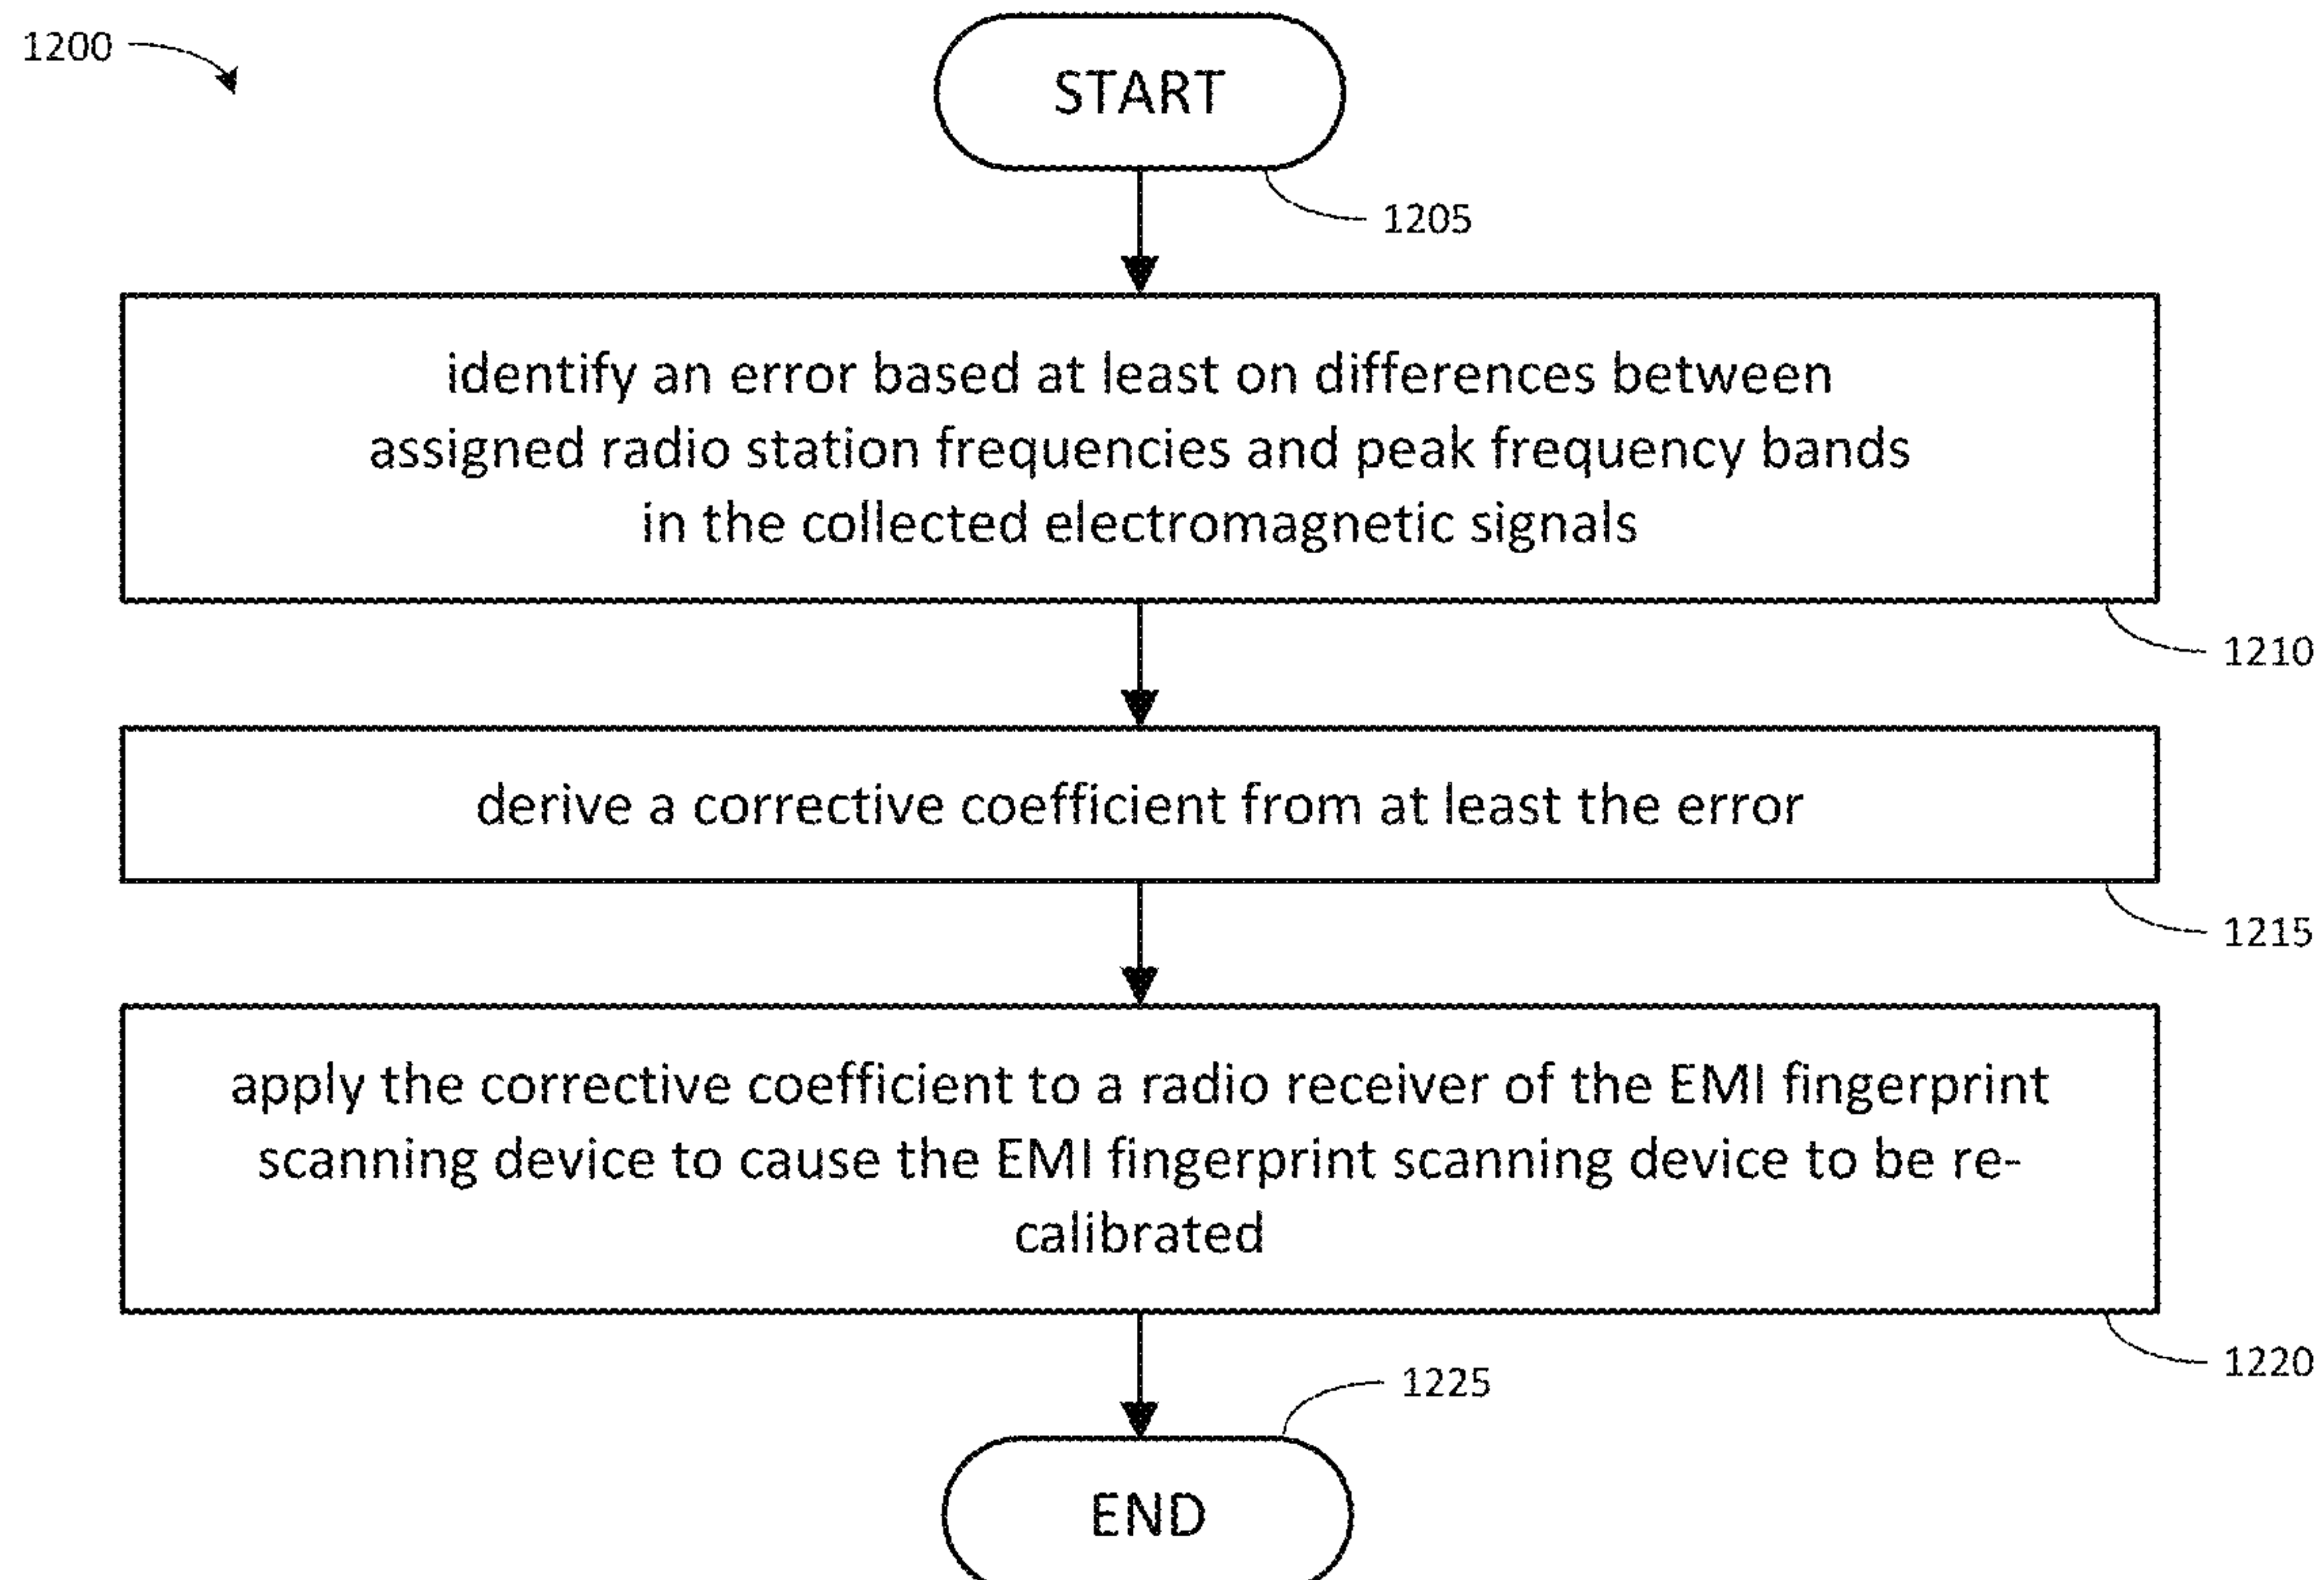 1200
START
1205
identify an error based at least on differences between
assigned radio station frequencies and peak frequency bands
in the collected electromagnetic signals
1210
derive a corrective coefficient from at least the error
1215
apply the corrective coefficient to a radio receiver of the EMI fingerprint
scanning device to cause the EMI fingerprint scanning device to be re-
calibrated
1220
1225
END